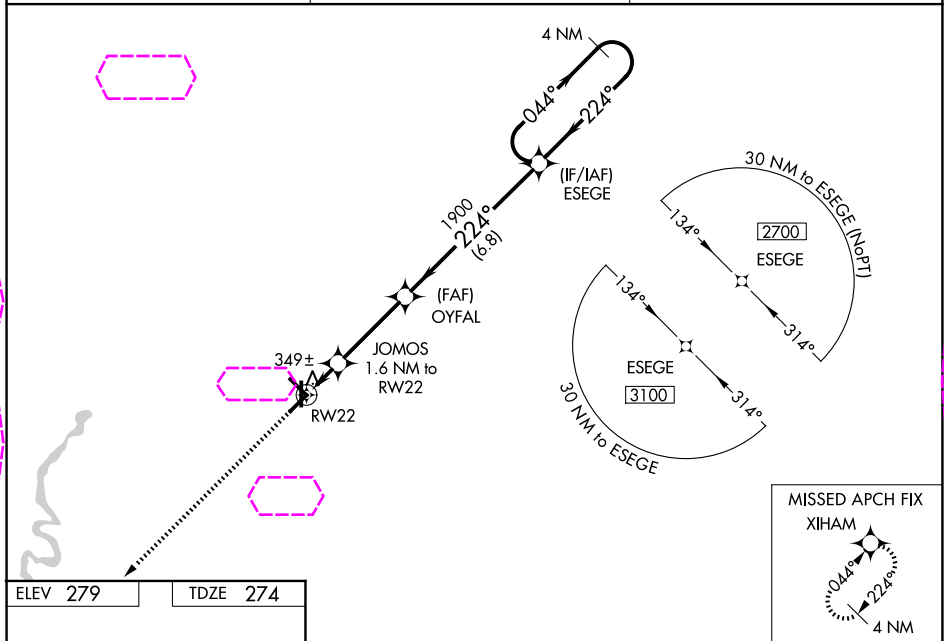 4 NM
044°
224°
(IF/IAF)
ESEGE
1900
224°
(6.8)
(FAF)
OYFAL
JOMOS
1.6 NM to
RW22
349±
RW22
30 NM to ESEGE (NoPT)
134°
2700
ESEGE
314°
134°
ESEGE
3100
314°
30 NM to ESEGE
MISSED APCH FIX
XIHAM
044°
224°
4 NM
ELEV 279
TDZE 274